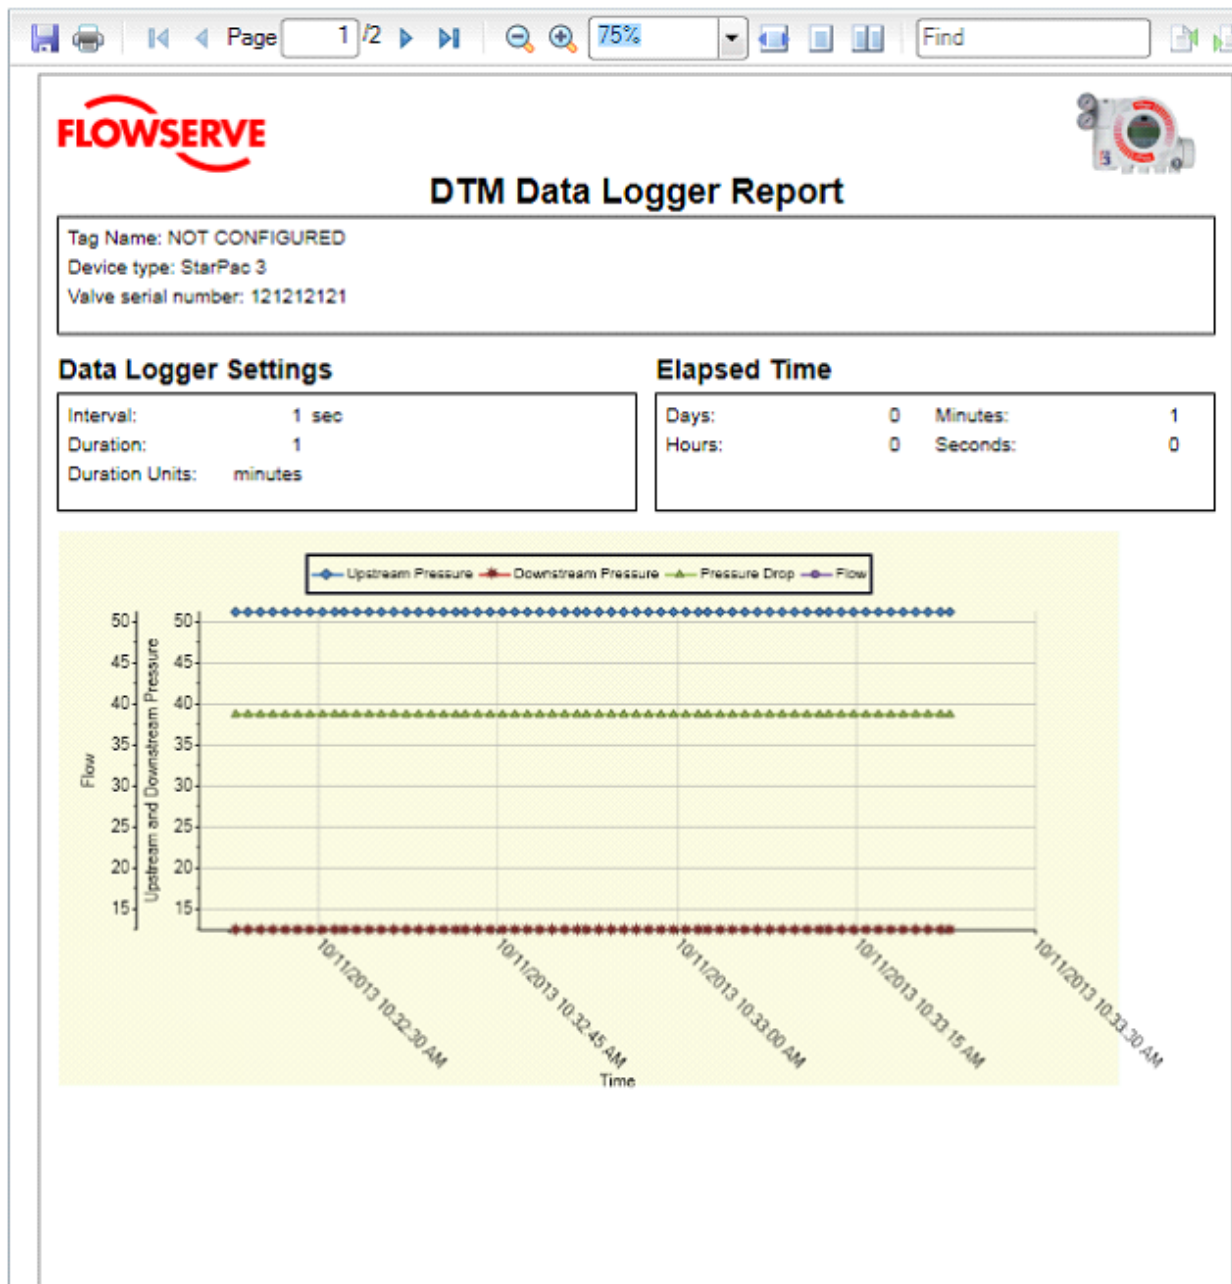 Page 1 /2 75% Find
FLOWSERVE
DTM Data Logger Report
Tag Name: NOT CONFIGURED
Device type: StarPac 3
Valve serial number: 121212121
Data Logger Settings
Interval: 1 sec
Duration: 1
Duration Units: minutes
Elapsed Time
Days: 0 Minutes: 1
Hours: 0 Seconds: 0
Upstream Pressure Downstream Pressure Pressure Drop Flow
Flow
50
45
40
35
30
25
20
15
Upstream and Downstream Pressure
50
45
40
35
30
25
20
15
10/11/2013 10:32:30 AM
10/11/2013 10:32:45 AM
10/11/2013 10:33:00 AM
10/11/2013 10:33:15 AM
10/11/2013 10:33:30 AM
Time